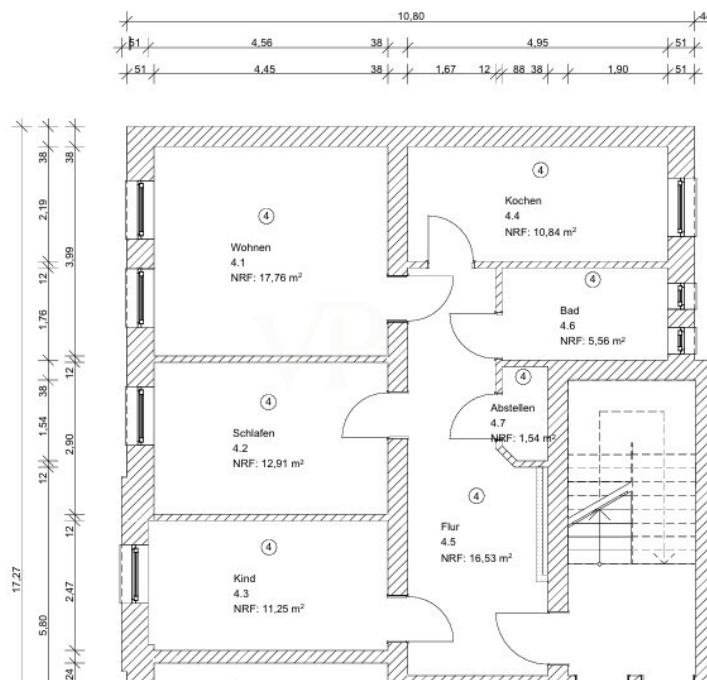 10,80
51 4,56 38 4,95 51
51 4,45 38 1,67 12 88 38 1,90 51
38 2,19 12 1,76 38 1,54 12 5,80
38 3,99 12 2,90 12 2,47 24
17,27
4
Wohnen
4.1
NRF: 17,76 m²
4
Kochen
4.4
NRF: 10,84 m²
4
Bad
4.6
NRF: 5,56 m²
4
Schlafen
4.2
NRF: 12,91 m²
4
Abstellen
4.7
NRF: 1,54 m²
4
Flur
4.5
NRF: 16,53 m²
4
Kind
4.3
NRF: 11,25 m²
VP